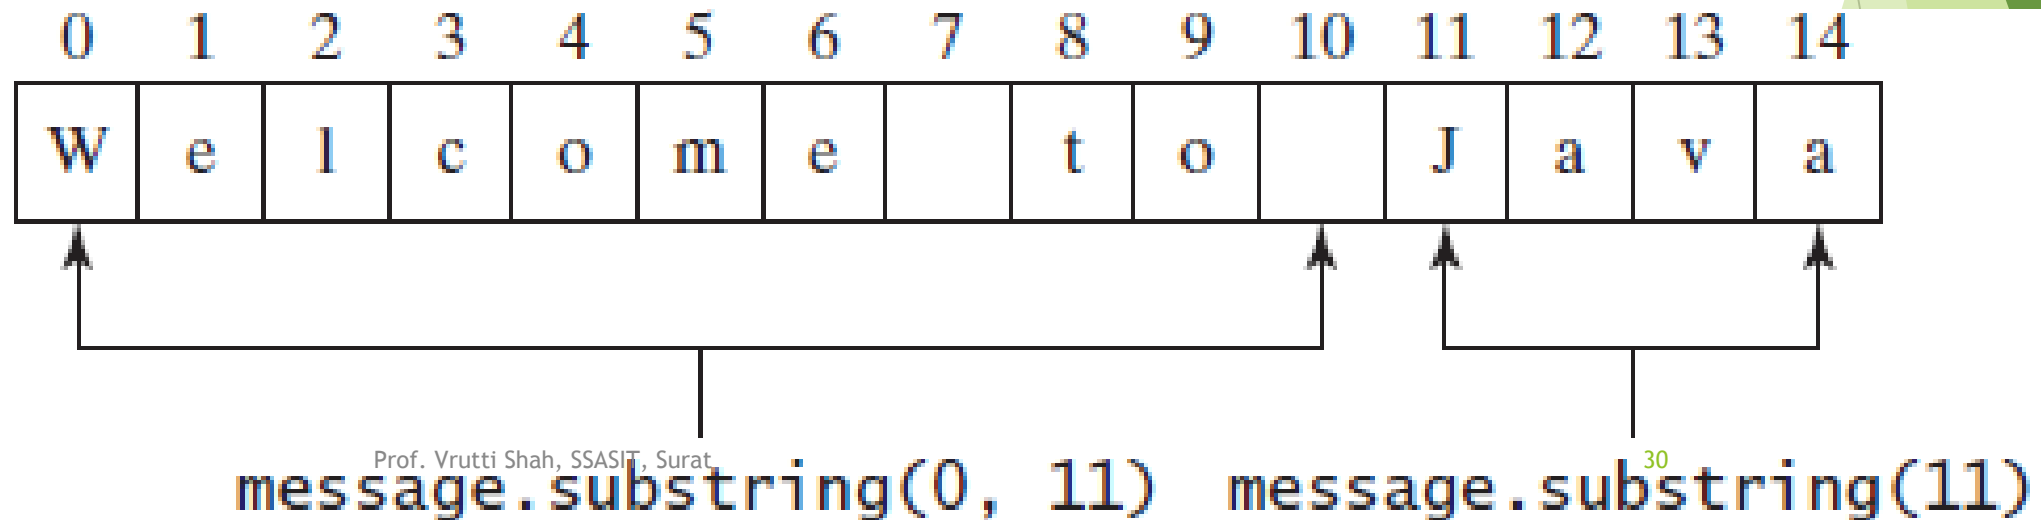 0 1 2 3 4 5 6 7 8 9 10 11 12 13 14
W e l c o m e t o J a v a
Prof. Vrutti Shah, SSASIT, Surat 30
message.substring(0, 11) message.substring(11)